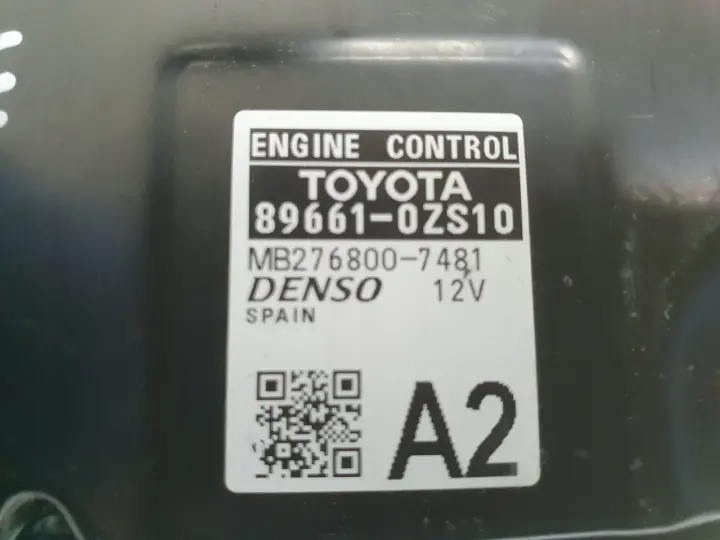 ENGINE CONTROL
TOYOTA
89661-0ZS10
MB276800-7481
DENSO 12V
SPAIN
A2